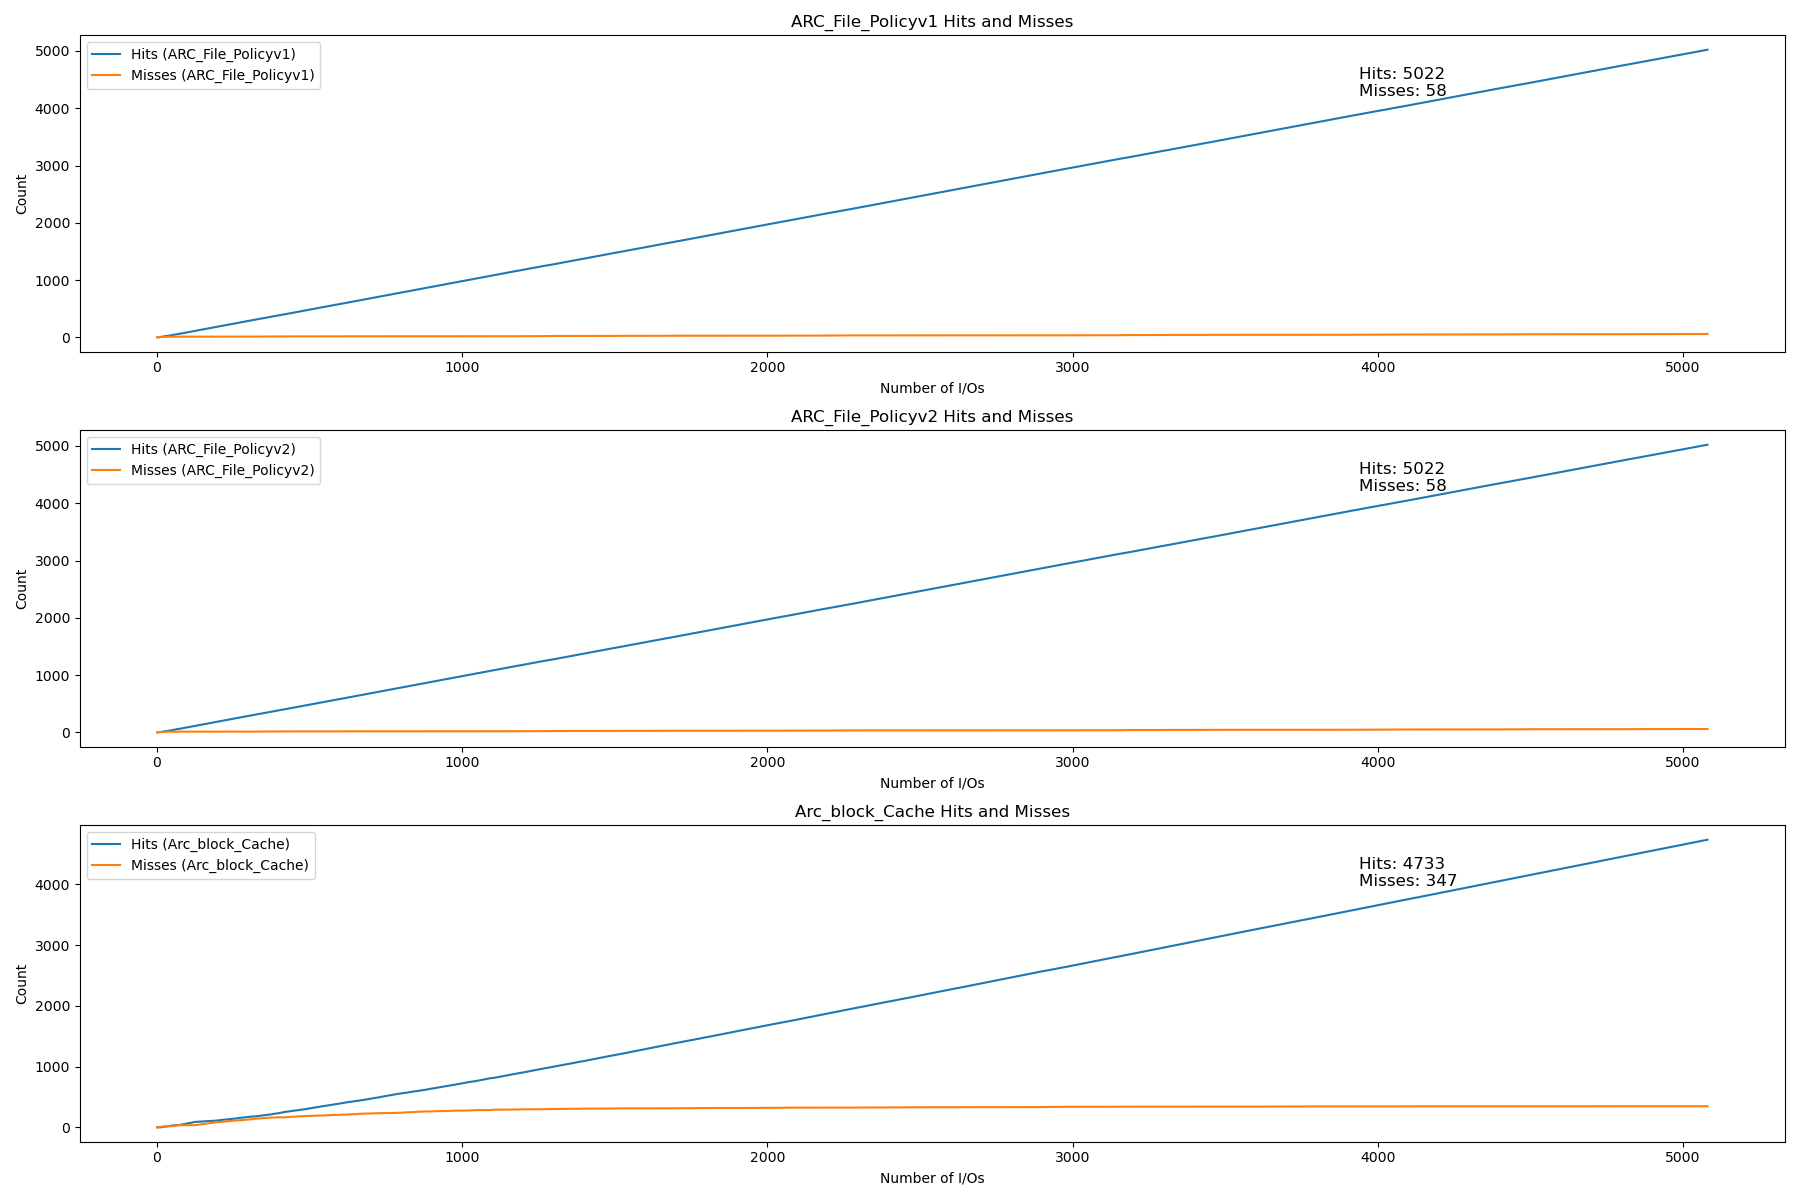 ARC_File_Policyv1 Hits and Misses
Hits (ARC_File_Policyv1)
Misses (ARC_File_Policyv1)
Hits: 5022
Misses: 58
5000
4000
3000
2000
1000
0
Count
0 1000 2000 3000 4000 5000
Number of I/Os
ARC_File_Policyv2 Hits and Misses
Hits (ARC_File_Policyv2)
Misses (ARC_File_Policyv2)
Hits: 5022
Misses: 58
5000
4000
3000
2000
1000
0
Count
0 1000 2000 3000 4000 5000
Number of I/Os
Arc_block_Cache Hits and Misses
Hits (Arc_block_Cache)
Misses (Arc_block_Cache)
Hits: 4733
Misses: 347
4000
3000
2000
1000
0
Count
0 1000 2000 3000 4000 5000
Number of I/Os